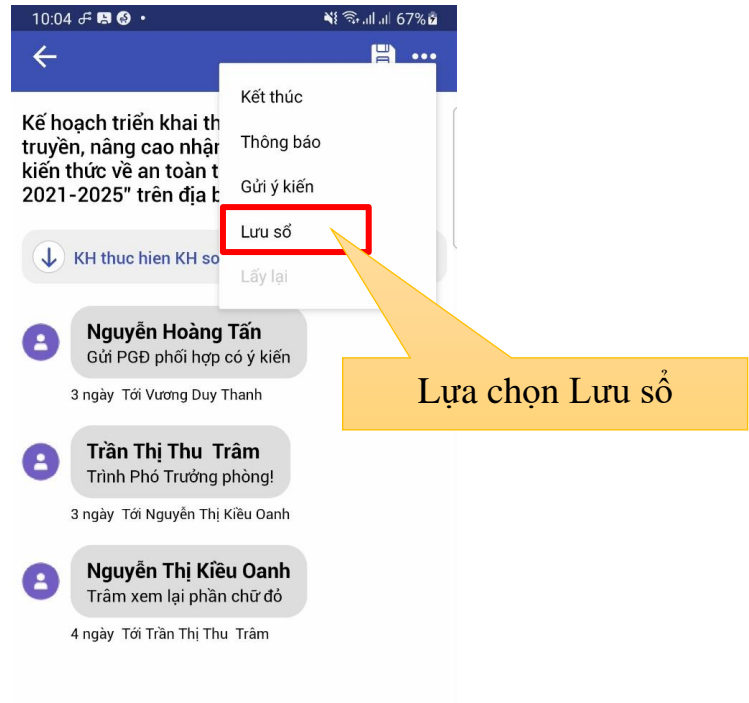 10:04
67%
Kết thúc
Thông báo
Gửi ý kiến
Lưu sổ
Lấy lại
Kế hoạch triển khai th
truyền, nâng cao nhận
kiến thức về an toàn t
2021-2025" trên địa b
KH thuc hien KH so
Nguyễn Hoàng Tấn
Gửi PGĐ phối hợp có ý kiến
3 ngày Tới Vương Duy Thanh
Lựa chọn Lưu sổ
Trần Thị Thu Trâm
Trình Phó Trưởng phòng!
3 ngày Tới Nguyễn Thị Kiều Oanh
Nguyễn Thị Kiều Oanh
Trâm xem lại phần chữ đỏ
4 ngày Tới Trần Thị Thu Trâm